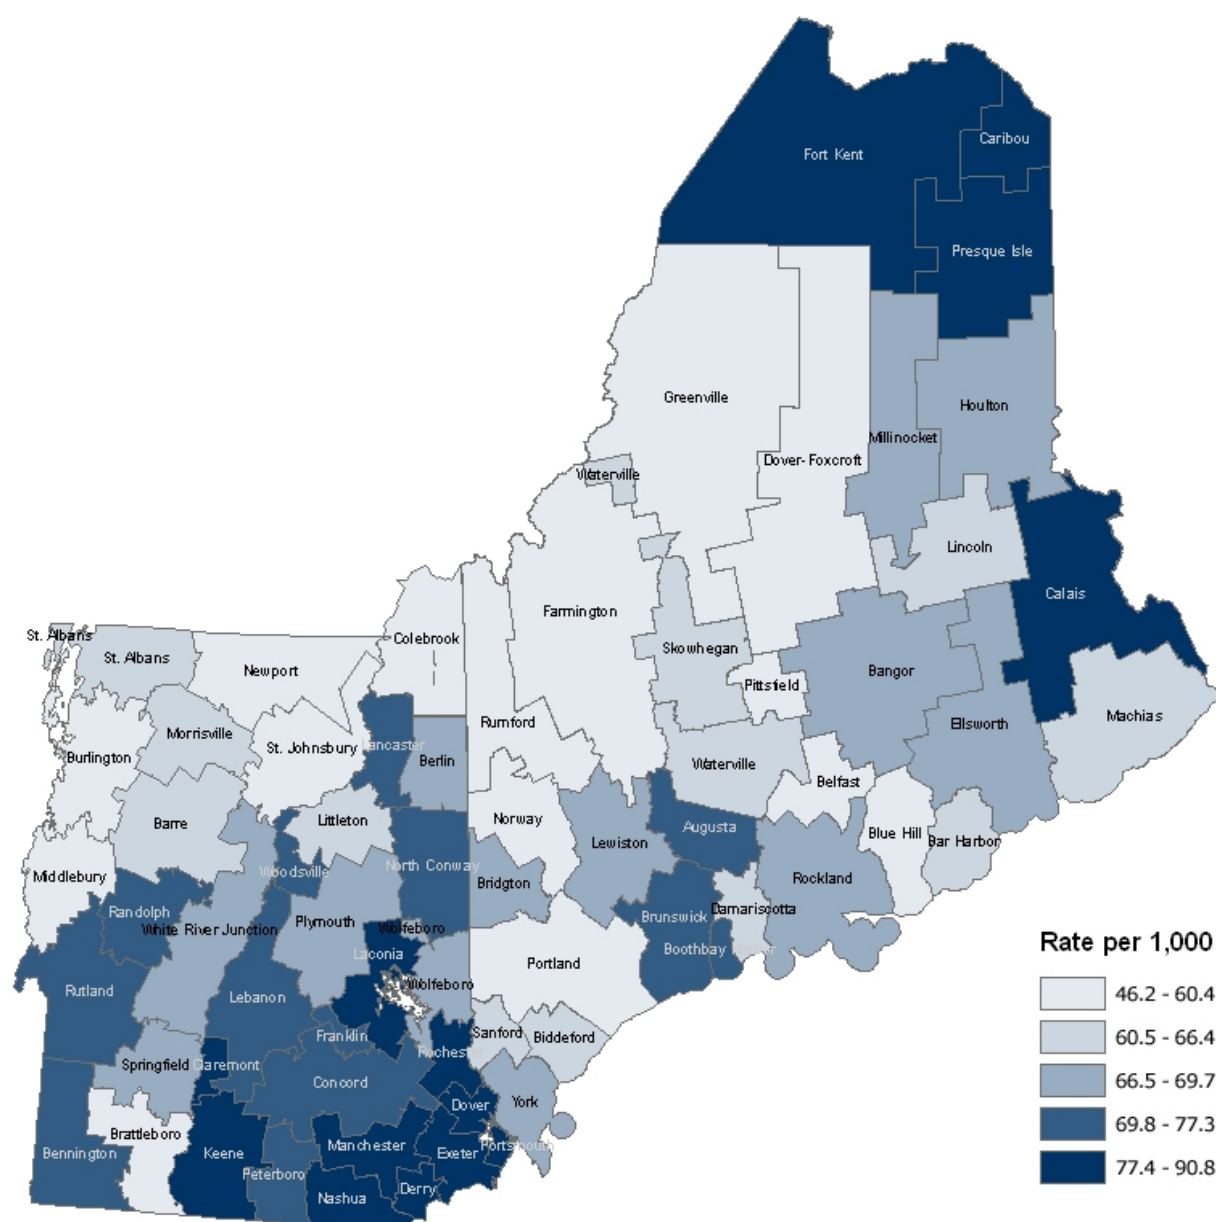 Caribou
Fort Kent
Presque Isle
Greenville
Houlton
Millinocket
Dover-Foxcroft
Waterville
Lincoln
Calais
Farmington
St. Albans
Colebrook
Skowhegan
St. Albans
Newport
Bangor
Pittsfield
Machias
Rumford
Ellsworth
Morrisville
St. Johnsbury
Lancaster
Burlington
Berlin
Waterville
Belfast
Littleton
Norway
Barre
Augusta
Blue Hill
Bar Harbor
Lewiston
North Conway
Woodsville
Middlebury
Bridgton
Rockland
Randolph
Brunswick
Damariscotta
Plymouth
White River Junction
Wolfeboro
Rate per 1,000
Boothbay Harbor
Laconia
Portland
Wolfeboro
Rutland
46.2 - 60.4
Lebanon
60.5 - 66.4
Franklin
Sanford
Biddeford
Rochester
Springfield
Claremont
66.5 - 69.7
Concord
Dover
York
69.8 - 77.3
Brattleboro
Manchester
Portsmouth
Bennington
Keene
Exeter
77.4 - 90.8
Peterboro
Derry
Nashua